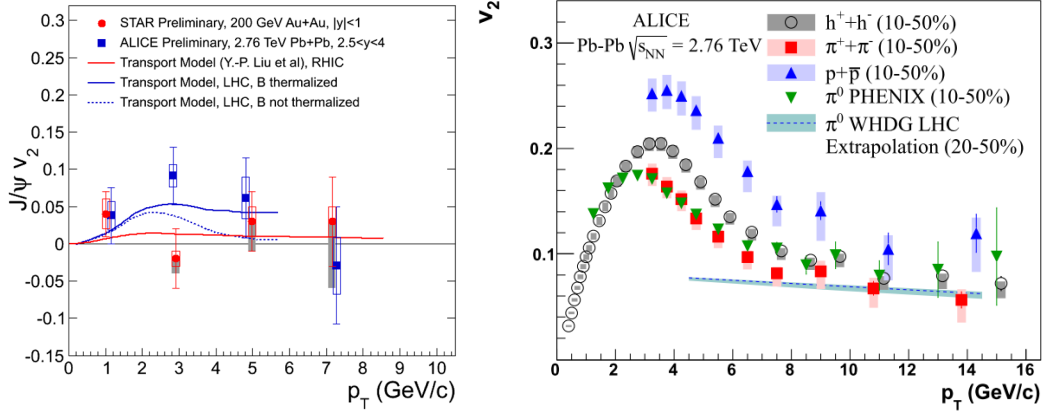 STAR Preliminary, 200 GeV Au+Au, |y|<1
ALICE Preliminary, 2.76 TeV Pb+Pb, 2.5<y<4
Transport Model (Y.-P. Liu et al), RHIC
Transport Model, LHC, B thermalized
Transport Model, LHC, B not thermalized
J/ψ v2
0.3
0.25
0.2
0.15
0.1
0.05
0
-0.05
-0.1
-0.15
0 1 2 3 4 5 6 7 8 9 10
pT (GeV/c)
v2
ALICE
Pb-Pb √sNN = 2.76 TeV
h+ + h- (10-50%)
π+ + π- (10-50%)
p + p̅ (10-50%)
π0 PHENIX (10-50%)
π0 WHDG LHC
Extrapolation (20-50%)
0.3
0.2
0.1
0 2 4 6 8 10 12 14 16
pT (GeV/c)